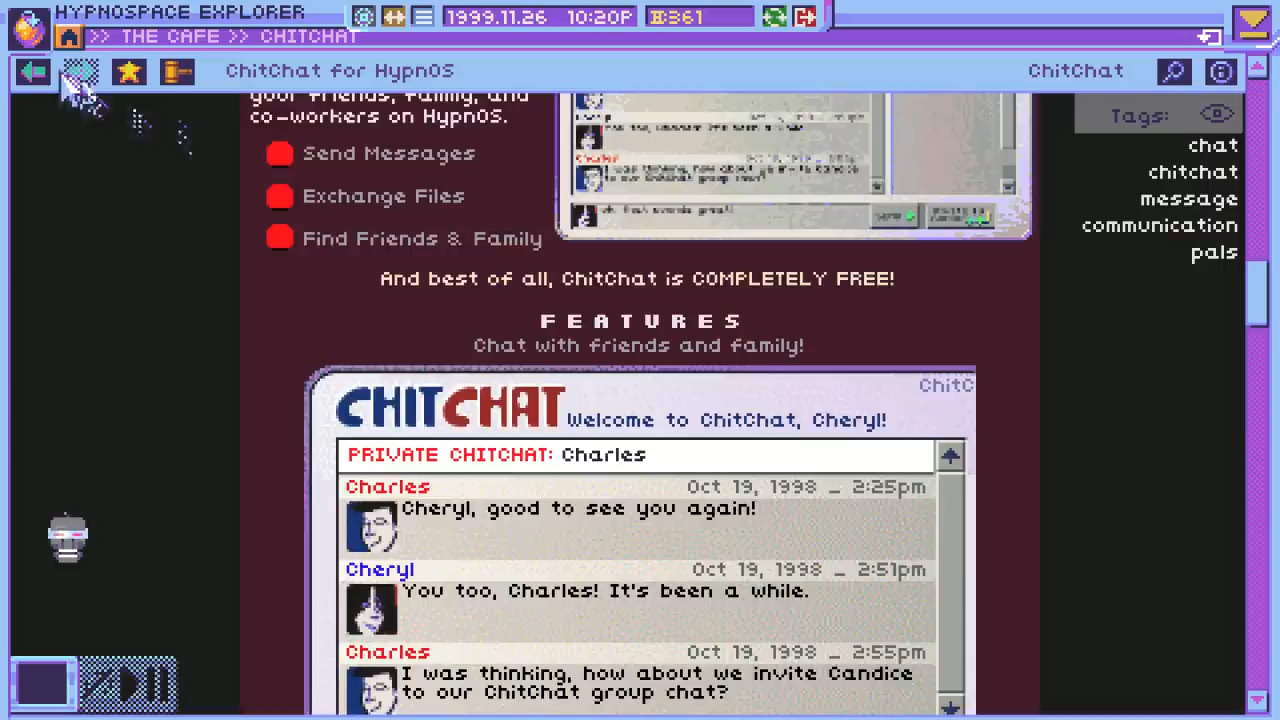 HYPNOSPACE EXPLORER
1999.11.26 10:20P
361
>> THE CAFE >> CHITCHAT
ChitChat for HypnOS
ChitChat
your friends, family, and
co-workers on HypnOS.
Send Messages
Exchange Files
Find Friends & Family
Tags:
chat
chitchat
message
communication
pals
And best of all, ChitChat is COMPLETELY FREE!
FEATURES
Chat with friends and family!
ChitC
CHITCHAT
Welcome to ChitChat, Cheryl!
PRIVATE CHITCHAT: Charles
Charles Oct 19, 1998 _ 2:25pm
Cheryl, good to see you again!
Cheryl Oct 19, 1998 _ 2:51pm
You too, Charles! It's been a while.
Charles Oct 19, 1998 _ 2:55pm
I was thinking, how about we invite Candice
to our ChitChat group chat?